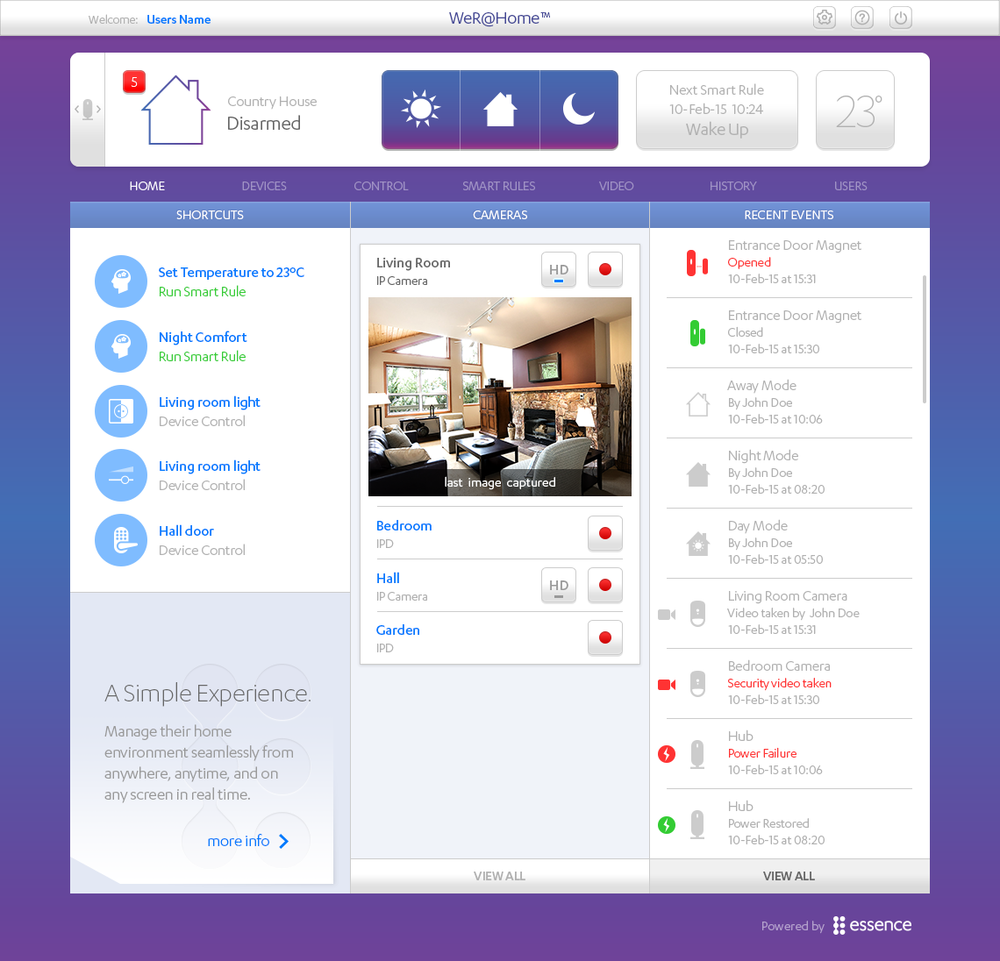 Welcome: Users Name
WeR@Home™
5
Country House
Disarmed
Next Smart Rule
10-Feb-15 10:24
Wake Up
23°
HOME
DEVICES
CONTROL
SMART RULES
VIDEO
HISTORY
USERS
SHORTCUTS
Set Temperature to 23ºC
Run Smart Rule
Night Comfort
Run Smart Rule
Living room light
Device Control
Living room light
Device Control
Hall door
Device Control
A Simple Experience.
Manage their home
environment seamlessly from
anywhere, anytime, and on
any screen in real time.
more info
CAMERAS
Living Room
IP Camera
HD
last image captured
Bedroom
IPD
Hall
IP Camera
HD
Garden
IPD
VIEW ALL
RECENT EVENTS
Entrance Door Magnet
Opened
10-Feb-15 at 15:31
Entrance Door Magnet
Closed
10-Feb-15 at 15:30
Away Mode
By John Doe
10-Feb-15 at 10:06
Night Mode
By John Doe
10-Feb-15 at 08:20
Day Mode
By John Doe
10-Feb-15 at 05:50
Living Room Camera
Video taken by John Doe
10-Feb-15 at 15:31
Bedroom Camera
Security video taken
10-Feb-15 at 15:30
Hub
Power Failure
10-Feb-15 at 10:06
Hub
Power Restored
10-Feb-15 at 08:20
VIEW ALL
Powered by essence